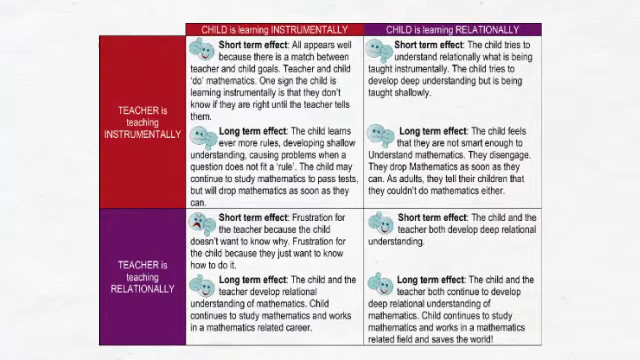 CHILD is learning INSTRUMENTALLY
CHILD is learning RELATIONALLY
TEACHER is
teaching
INSTRUMENTALLY
Short term effect: All appears well
because there is a match between
teacher and child goals. Teacher and child
'do' mathematics. One sign the child is
learning instrumentally is that they don't
know if they are right until the teacher tells
them.
Long term effect: The child learns
ever more rules, developing shallow
understanding, causing problems when a
question does not fit a 'rule'. The child may
continue to study mathematics to pass tests,
but will drop mathematics as soon as they
can.
Short term effect: The child tries to
understand relationally what is being
taught instrumentally. The child tries to
develop deep understanding but is being
taught shallowly.
Long term effect: The child feels
that they are not smart enough to
Understand mathematics. They disengage.
They drop Mathematics as soon as they
can. As adults, they tell their children that
they couldn't do mathematics either.
TEACHER is
teaching
RELATIONALLY
Short term effect: Frustration for
the teacher because the child
doesn't want to know why. Frustration for
the child because they just want to know
how to do it.
Long term effect: The child and the
teacher develop relational
understanding of mathematics. Child
continues to study mathematics and works
in a mathematics related career.
Short term effect: The child and the
teacher both develop deep relational
understanding.
Long term effect: The child and the
teacher both continue to develop
deep relational understanding of
mathematics. Child continues to study
mathematics and works in a mathematics
related field and saves the world!